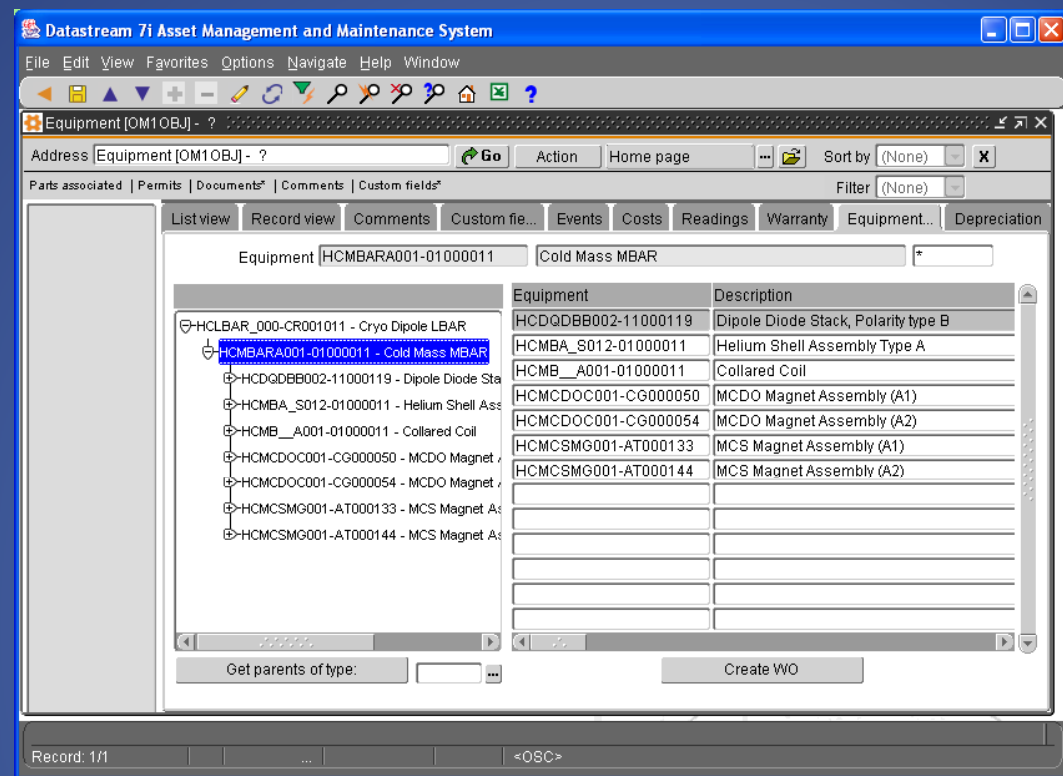 Datastream 7i Asset Management and Maintenance System
File Edit View Favorites Options Navigate Help Window
Equipment [OM1OBJ] - ?
Address Equipment [OM1OBJ] - ? Go Action Home page ... Sort by (None) X
Parts associated | Permits | Documents* | Comments | Custom fields* Filter (None)
List view Record view Comments Custom fie... Events Costs Readings Warranty Equipment... Depreciation
Equipment HCMBARA001-01000011 Cold Mass MBAR *
Equipment Description
HCLBAR_000-CR001011 - Cryo Dipole LBAR
HCMBARA001-01000011 - Cold Mass MBAR
HCDQDBB002-11000119 - Dipole Diode Sta
HCMBA_S012-01000011 - Helium Shell Ass
HCMB__A001-01000011 - Collared Coil
HCMCDOC001-CG000050 - MCDO Magnet
HCMCDOC001-CG000054 - MCDO Magnet
HCMCSMG001-AT000133 - MCS Magnet As
HCMCSMG001-AT000144 - MCS Magnet As
HCDQDBB002-11000119 Dipole Diode Stack, Polarity type B
HCMBA_S012-01000011 Helium Shell Assembly Type A
HCMB__A001-01000011 Collared Coil
HCMCDOC001-CG000050 MCDO Magnet Assembly (A1)
HCMCDOC001-CG000054 MCDO Magnet Assembly (A2)
HCMCSMG001-AT000133 MCS Magnet Assembly (A1)
HCMCSMG001-AT000144 MCS Magnet Assembly (A2)
Get parents of type: ... Create WO
Record: 1/1 ... <OSC>